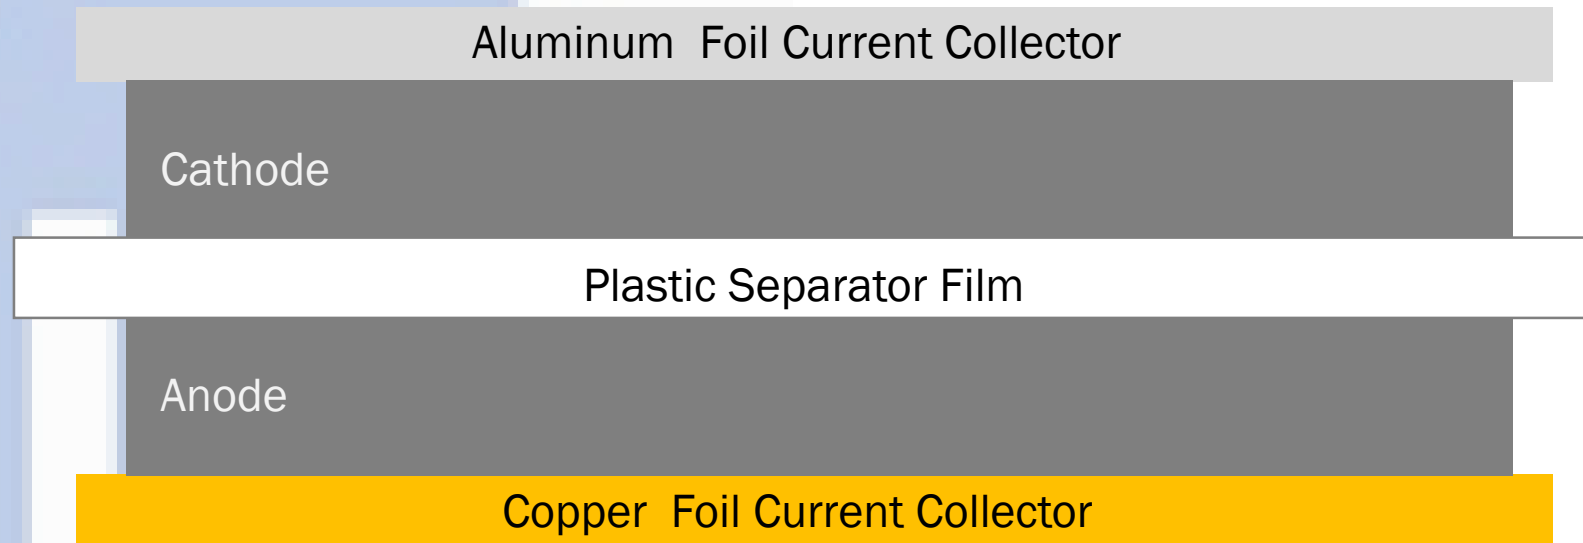 Aluminum  Foil Current Collector
Cathode
Plastic Separator Film
Anode
Copper  Foil Current Collector